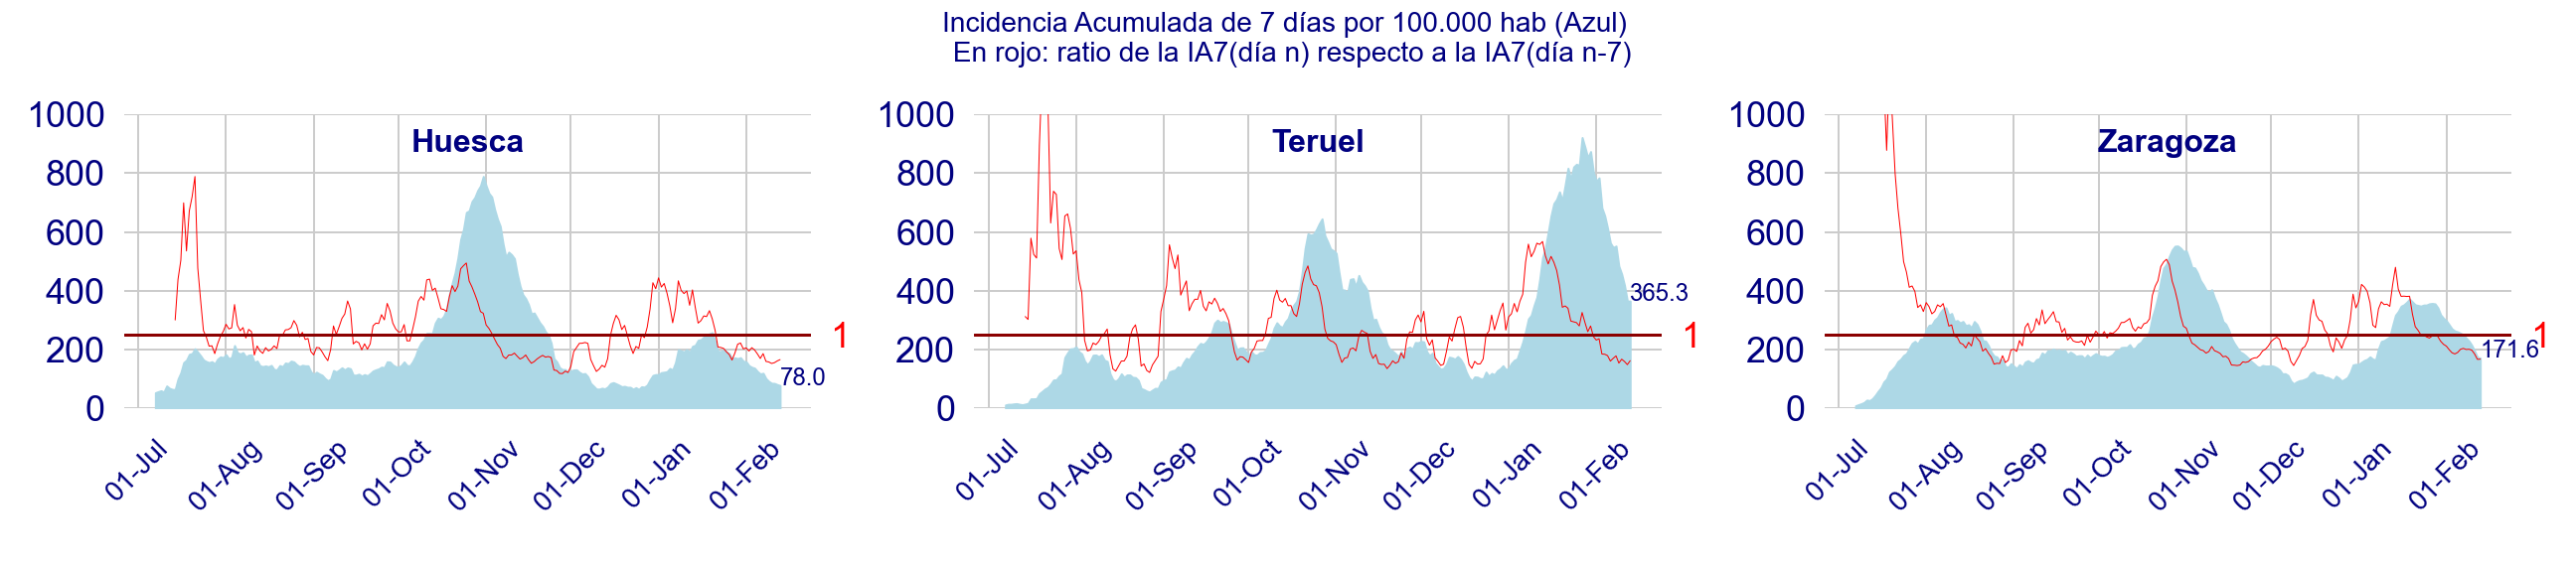 Incidencia Acumulada de 7 días por 100.000 hab (Azul)
En rojo: ratio de la IA7(día n) respecto a la IA7(día n-7)
Huesca
1000
800
600
400
200
0
1
78.0
01-Jul
01-Aug
01-Sep
01-Oct
01-Nov
01-Dec
01-Jan
01-Feb
Teruel
1000
800
600
400
200
0
365.3
1
01-Jul
01-Aug
01-Sep
01-Oct
01-Nov
01-Dec
01-Jan
01-Feb
Zaragoza
1000
800
600
400
200
0
1
171.6
01-Jul
01-Aug
01-Sep
01-Oct
01-Nov
01-Dec
01-Jan
01-Feb